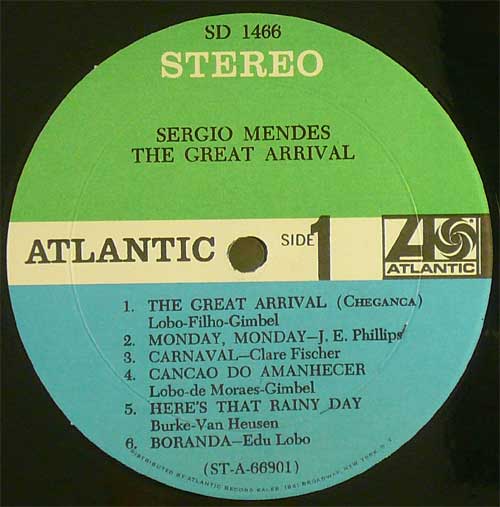 SD 1466
STEREO
SERGIO MENDES
THE GREAT ARRIVAL
ATLANTIC
SIDE 1
ATLANTIC
1. THE GREAT ARRIVAL (CHEGANCA)
Lobo-Filho-Gimbel
2. MONDAY, MONDAY—J. E. Phillips
3. CARNAVAL—Clare Fischer
4. CANCAO DO AMANHECER
Lobo-de Moraes-Gimbel
5. HERE'S THAT RAINY DAY
Burke-Van Heusen
6. BORANDA—Edu Lobo
(ST-A-66901)
DISTRIBUTED BY ATLANTIC RECORD SALES, 1841 BROADWAY, NEW YORK, N. Y.